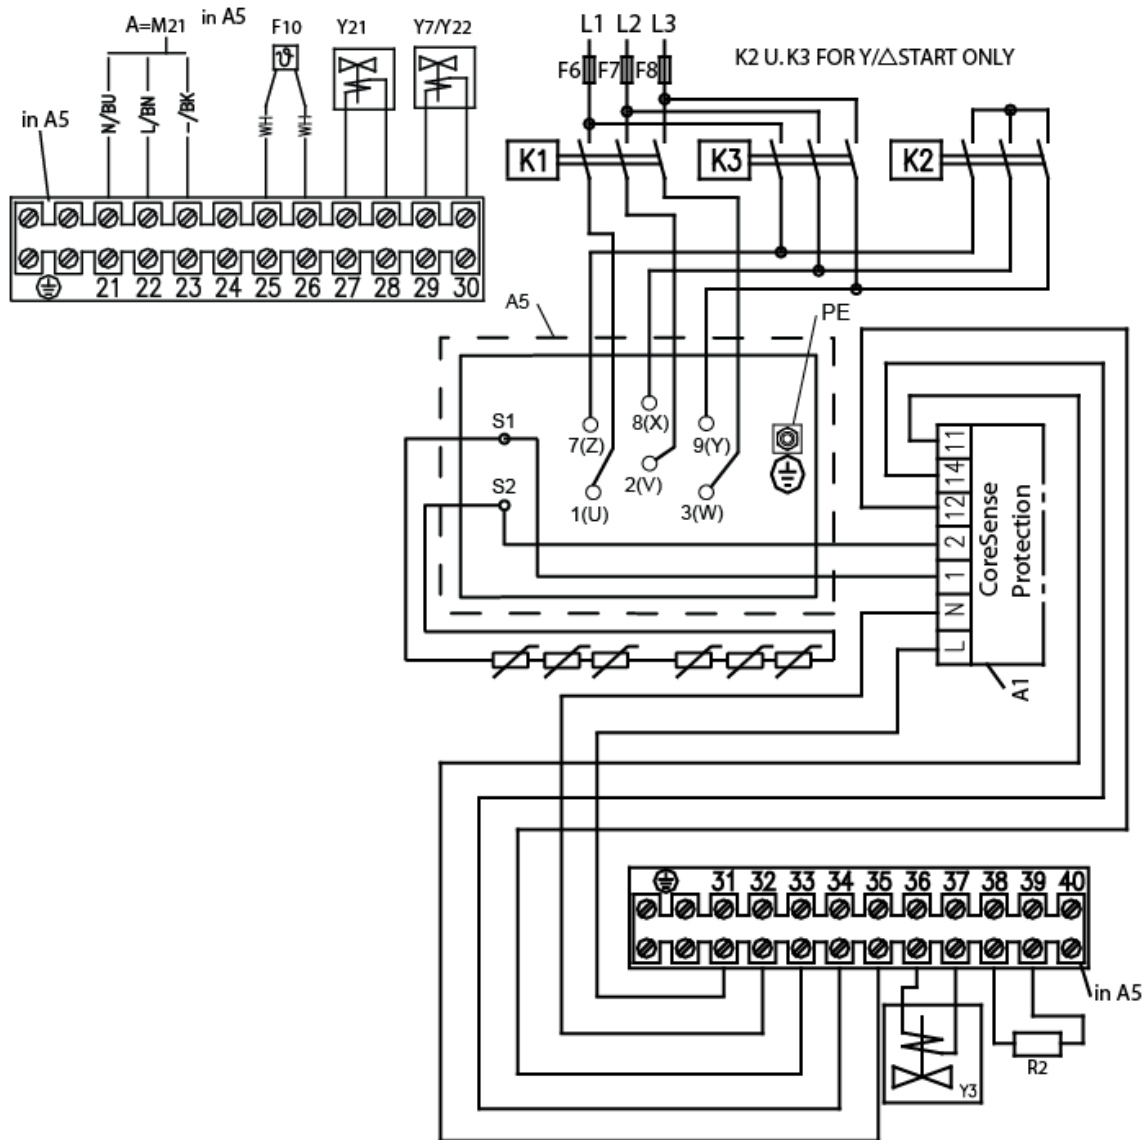 A=M21 in A5
F10
Y21
Y7/Y22
L1 L2 L3
F6 F7 F8
K2 U.K3 FOR Y/△START ONLY
in A5
N/BU
L/BN
–/BK
WH
WH
ϑ
K1
K3
K2
21 22 23 24 25 26 27 28 29 30
A5
PE
S1
S2
7(Z)
8(X)
9(Y)
1(U)
2(V)
3(W)
11
14
12
2
1
N
L
CoreSense
Protection
A1
31 32 33 34 35 36 37 38 39 40
in A5
Y3
R2